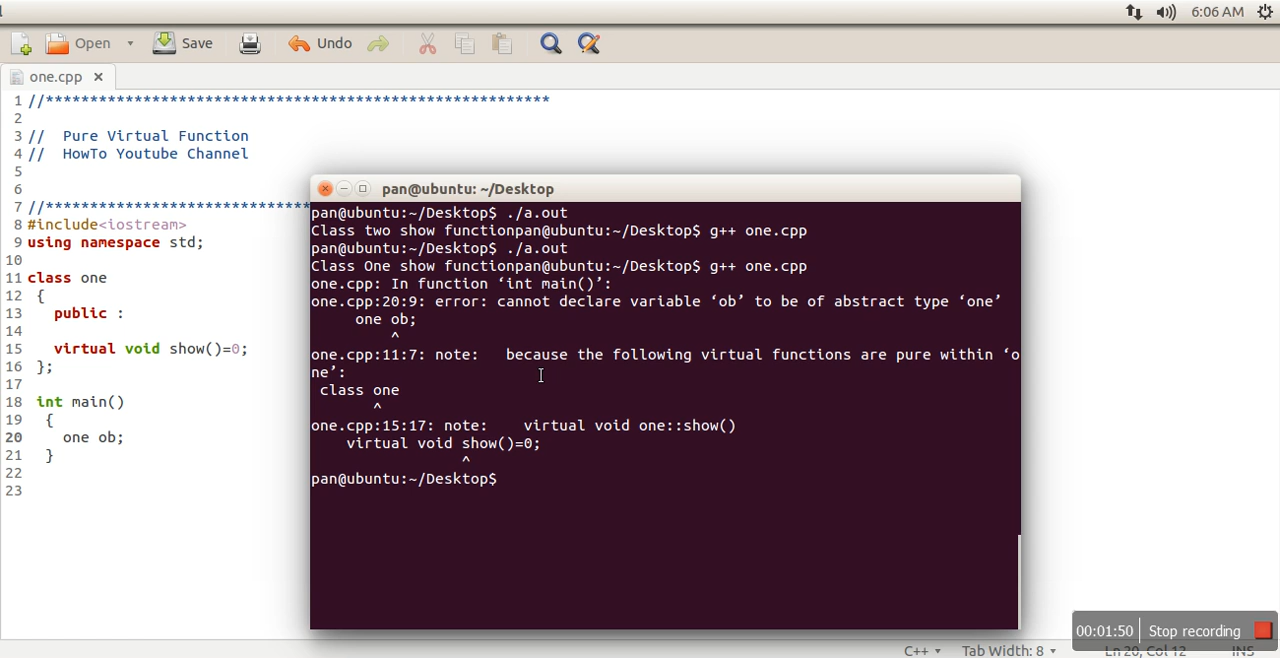 6:06 AM
Open Save Undo
one.cpp ×
1 //*********************************************************
2
3 // Pure Virtual Function
4 // HowTo Youtube Channel
5
6
7 //********************************
8 #include<iostream>
9 using namespace std;
10
11 class one
12 {
13 public :
14
15 virtual void show()=0;
16 };
17
18 int main()
19 {
20 one ob;
21 }
22
23
pan@ubuntu: ~/Desktop
pan@ubuntu:~/Desktop$ ./a.out
Class two show functionpan@ubuntu:~/Desktop$ g++ one.cpp
pan@ubuntu:~/Desktop$ ./a.out
Class One show functionpan@ubuntu:~/Desktop$ g++ one.cpp
one.cpp: In function ‘int main()’:
one.cpp:20:9: error: cannot declare variable ‘ob’ to be of abstract type ‘one’
one ob;
^
one.cpp:11:7: note: because the following virtual functions are pure within ‘o
ne’:
class one
^
one.cpp:15:17: note: virtual void one::show()
virtual void show()=0;
^
pan@ubuntu:~/Desktop$
00:01:50 Stop recording
C++ Tab Width: 8 Ln 20, Col 12 INS